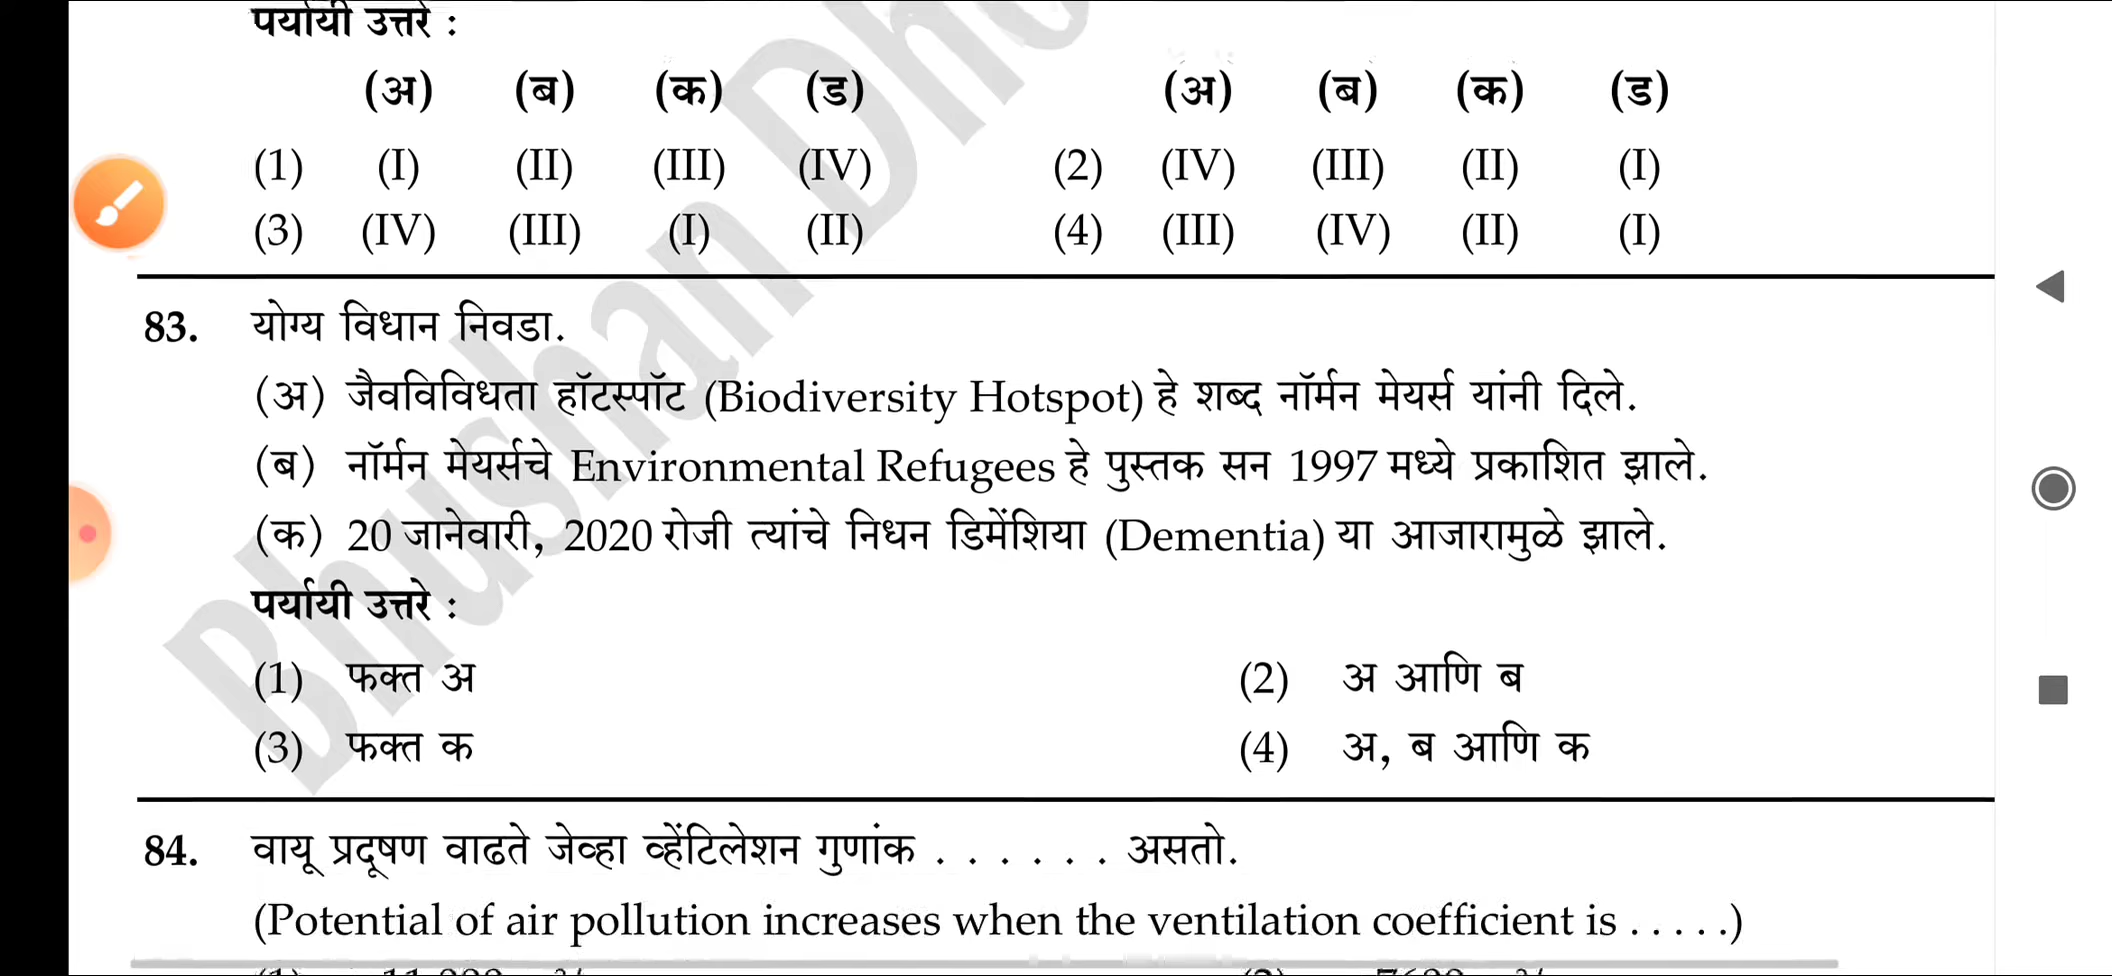 पर्यायी उत्तरे :
(अ) (ब) (क) (ड) (अ) (ब) (क) (ड)
(1) (I) (II) (III) (IV) (2) (IV) (III) (II) (I)
(3) (IV) (III) (I) (II) (4) (III) (IV) (II) (I)
83. योग्य विधान निवडा.
(अ) जैवविविधता हॉटस्पॉट (Biodiversity Hotspot) हे शब्द नॉर्मन मेयर्स यांनी दिले.
(ब) नॉर्मन मेयर्सचे Environmental Refugees हे पुस्तक सन 1997 मध्ये प्रकाशित झाले.
(क) 20 जानेवारी, 2020 रोजी त्यांचे निधन डिमेंशिया (Dementia) या आजारामुळे झाले.
पर्यायी उत्तरे :
(1) फक्त अ (2) अ आणि ब
(3) फक्त क (4) अ, ब आणि क
84. वायू प्रदूषण वाढते जेव्हा व्हेंटिलेशन गुणांक . . . . . . असतो.
(Potential of air pollution increases when the ventilation coefficient is . . . . .)
Bhushan